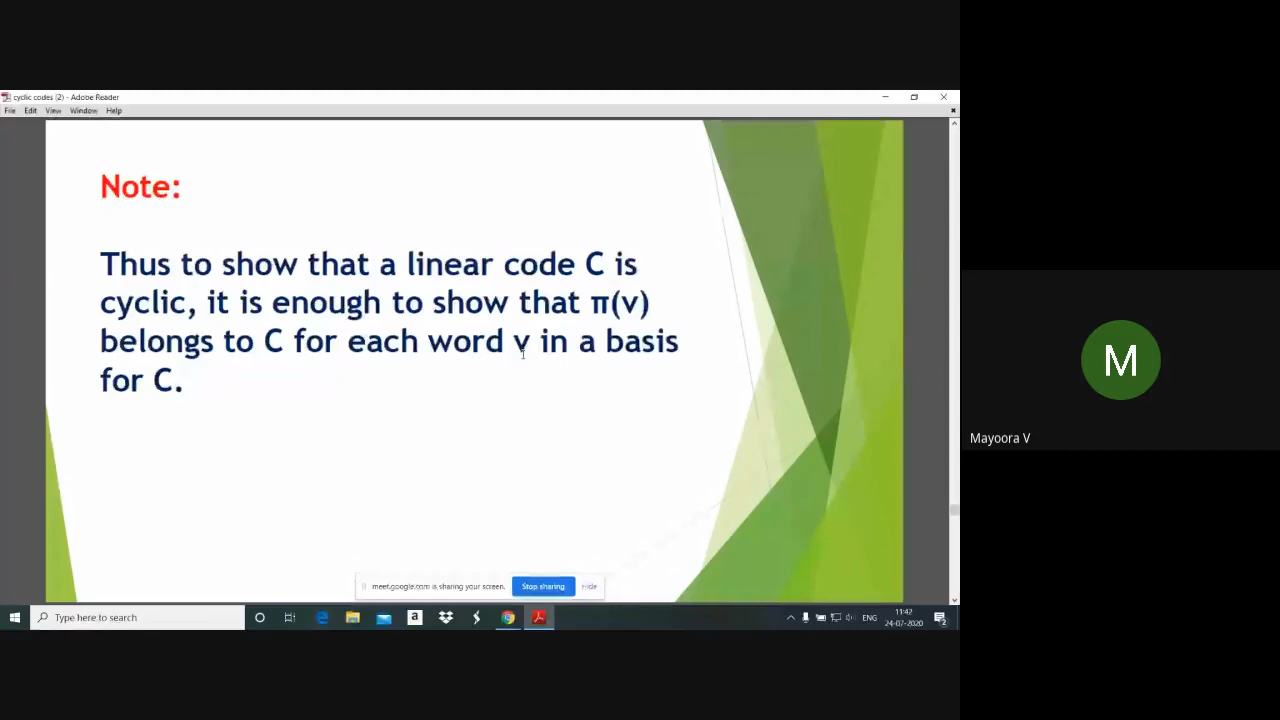 cyclic codes (2) - Adobe Reader
File Edit View Window Help
Note:
Thus to show that a linear code C is
cyclic, it is enough to show that π(v)
belongs to C for each word v in a basis
for C.
M
Mayoora V
meet.google.com is sharing your screen. Stop sharing Hide
Type here to search
a
ENG
11:42
24-07-2020
2